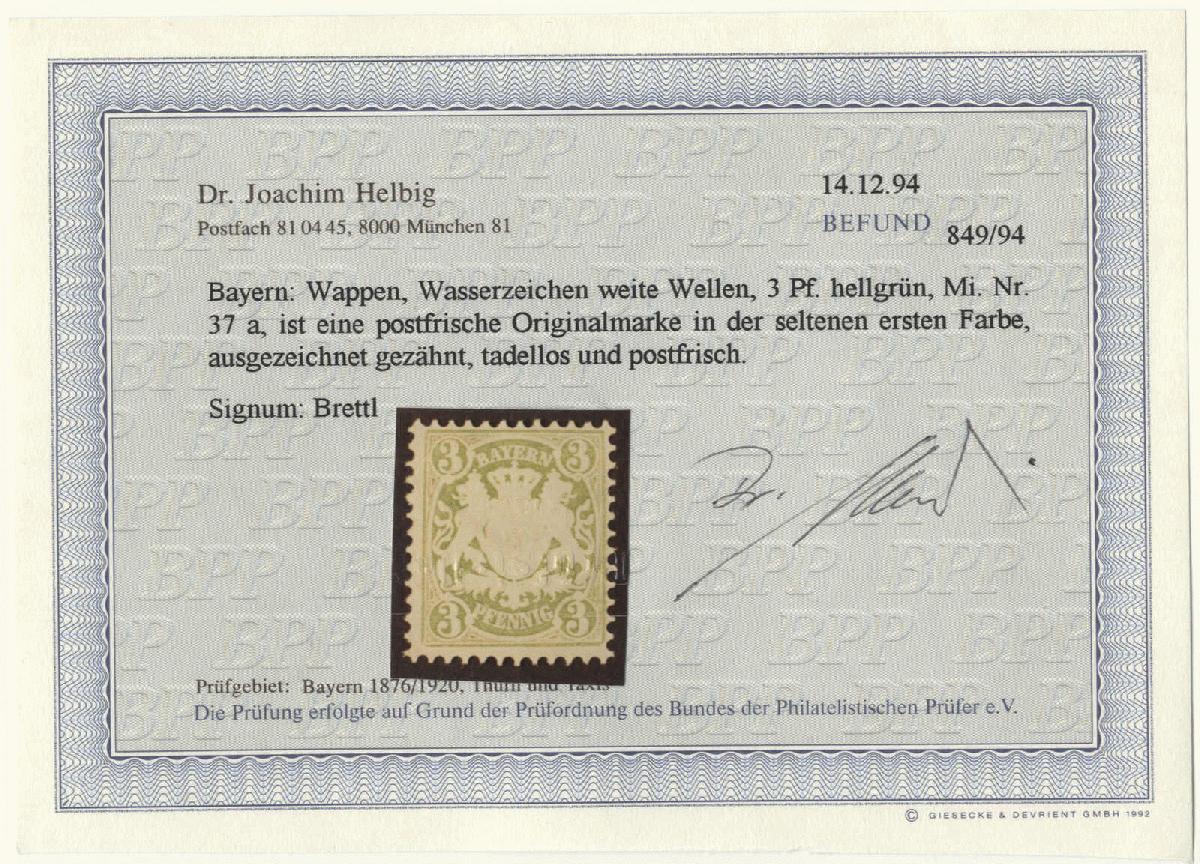 Dr. Joachim Helbig
Postfach 81 04 45, 8000 München 81
14.12.94
BEFUND 849/94
Bayern: Wappen, Wasserzeichen weite Wellen, 3 Pf. hellgrün, Mi. Nr.
37 a, ist eine postfrische Originalmarke in der seltenen ersten Farbe,
ausgezeichnet gezähnt, tadellos und postfrisch.
Signum: Brettl
3 BAYERN 3
3 PFENNIG 3
Dr.
Prüfgebiet: Bayern 1876/1920, Thurn und Taxis
Die Prüfung erfolgte auf Grund der Prüfordnung des Bundes der Philatelistischen Prüfer e.V.
© GIESECKE & DEVRIENT GMBH 1992